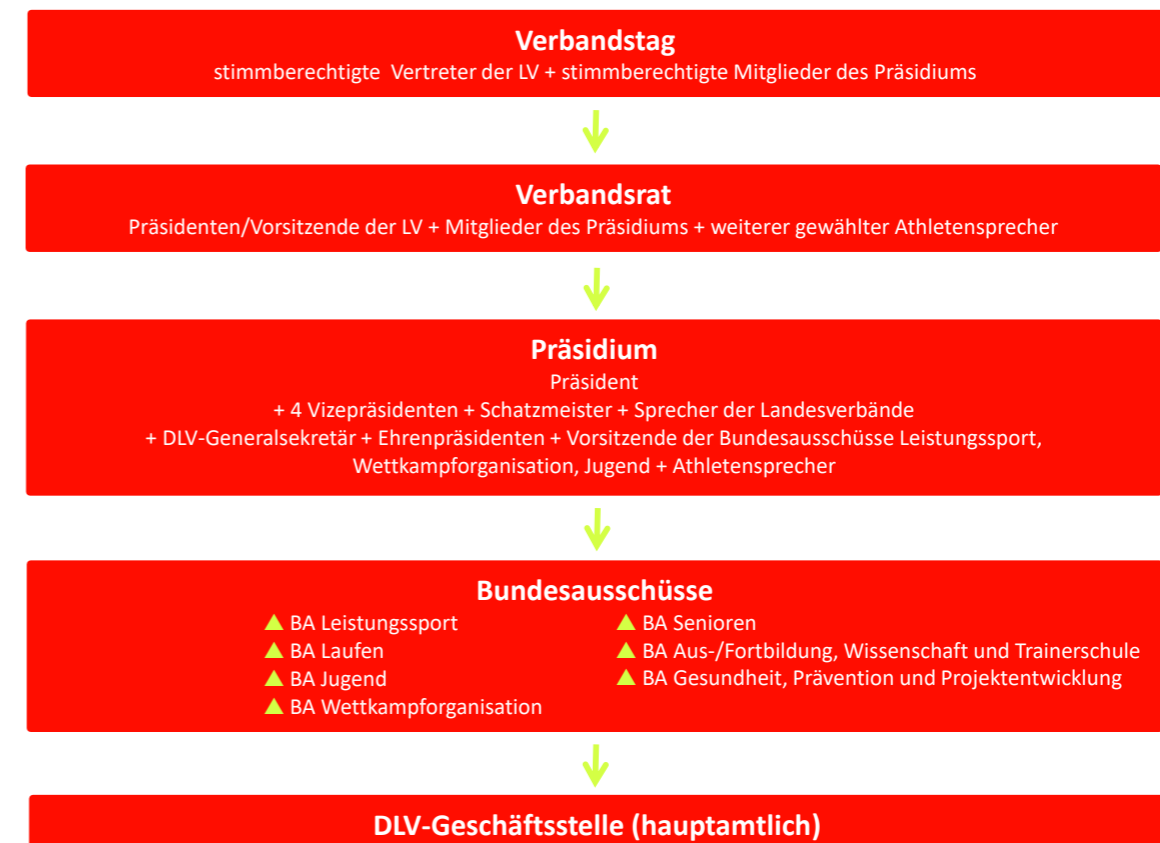 Verbandstag
stimmberechtigte Vertreter der LV + stimmberechtigte Mitglieder des Präsidiums
Verbandsrat
Präsidenten/Vorsitzende der LV + Mitglieder des Präsidiums + weiterer gewählter Athletensprecher
Präsidium
Präsident
+ 4 Vizepräsidenten + Schatzmeister + Sprecher der Landesverbände
+ DLV-Generalsekretär + Ehrenpräsidenten + Vorsitzende der Bundesausschüsse Leistungssport,
Wettkampforganisation, Jugend + Athletensprecher
Bundesausschüsse
BA Leistungssport
BA Laufen
BA Jugend
BA Wettkampforganisation
BA Senioren
BA Aus-/Fortbildung, Wissenschaft und Trainerschule
BA Gesundheit, Prävention und Projektentwicklung
DLV-Geschäftsstelle (hauptamtlich)